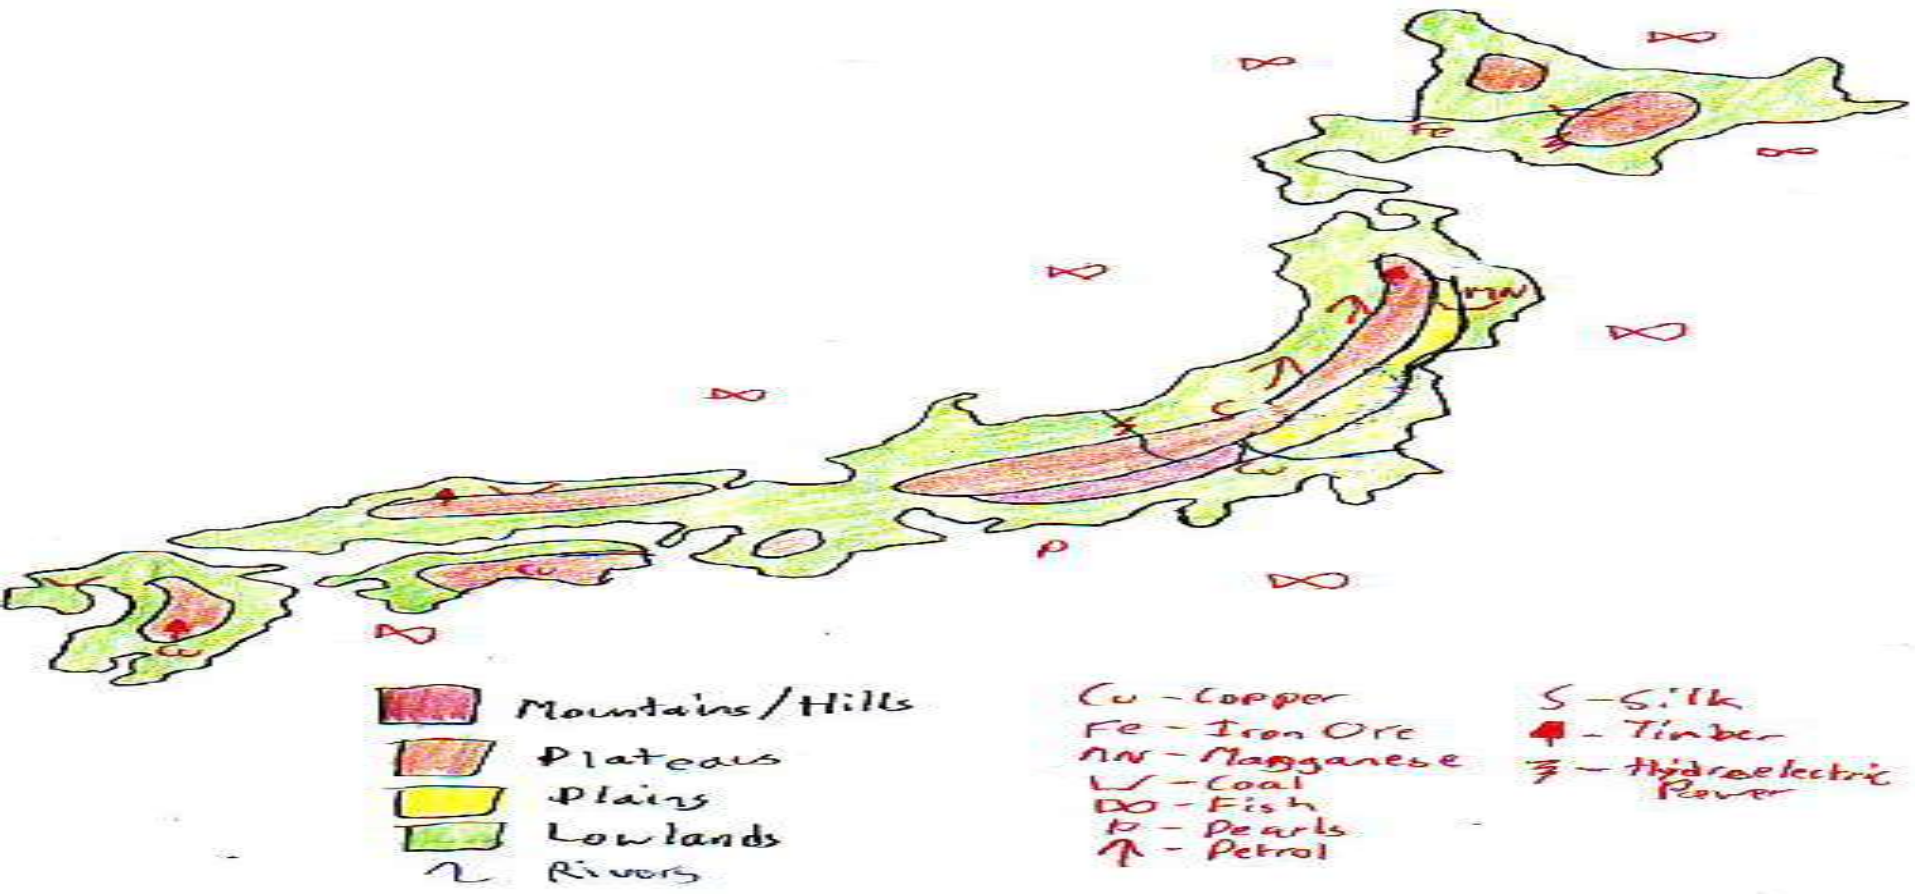 Fe
MN
C
P
Cu
Mountains/Hills
Plateaus
Plains
Lowlands
Rivers
Cu - Copper
Fe - Iron Ore
MN - Manganese
- Coal
- Fish
P - Pearls
- Petrol
S - Silk
- Timber
- Hydroelectric
Power